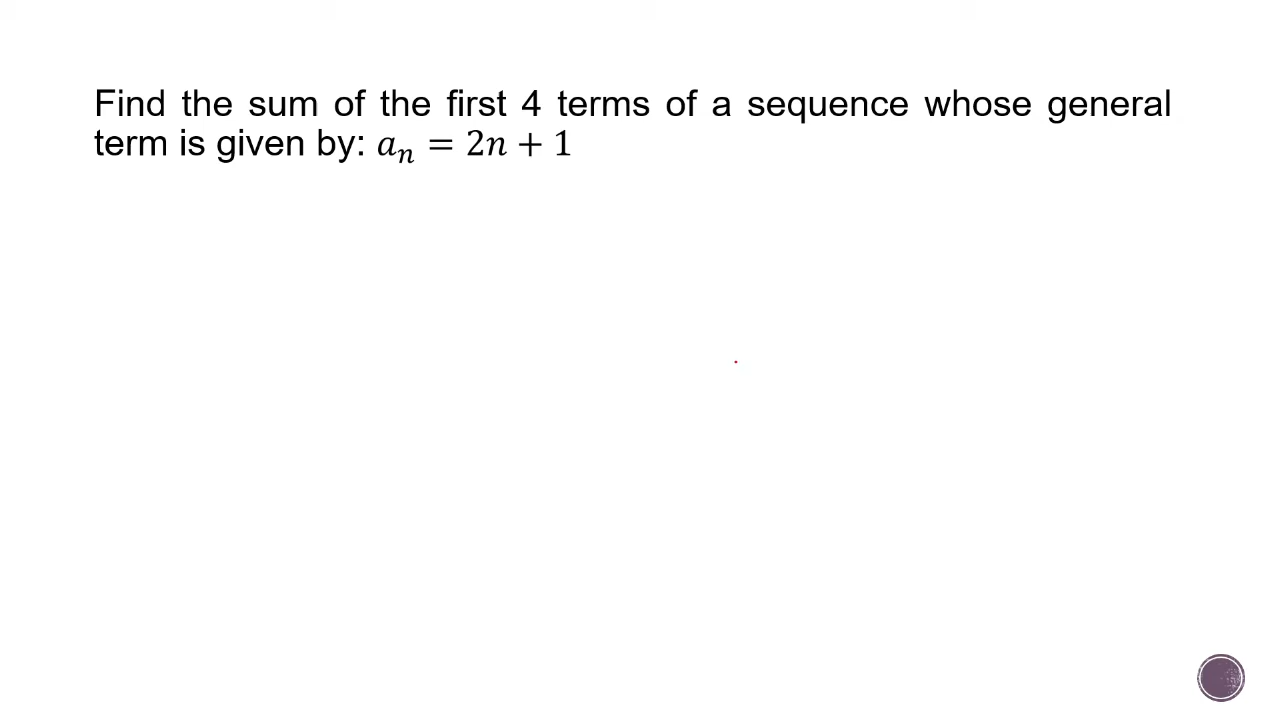 Find the sum of the first 4 terms of a sequence whose general
term is given by: 𝑎ₙ = 2𝑛 + 1